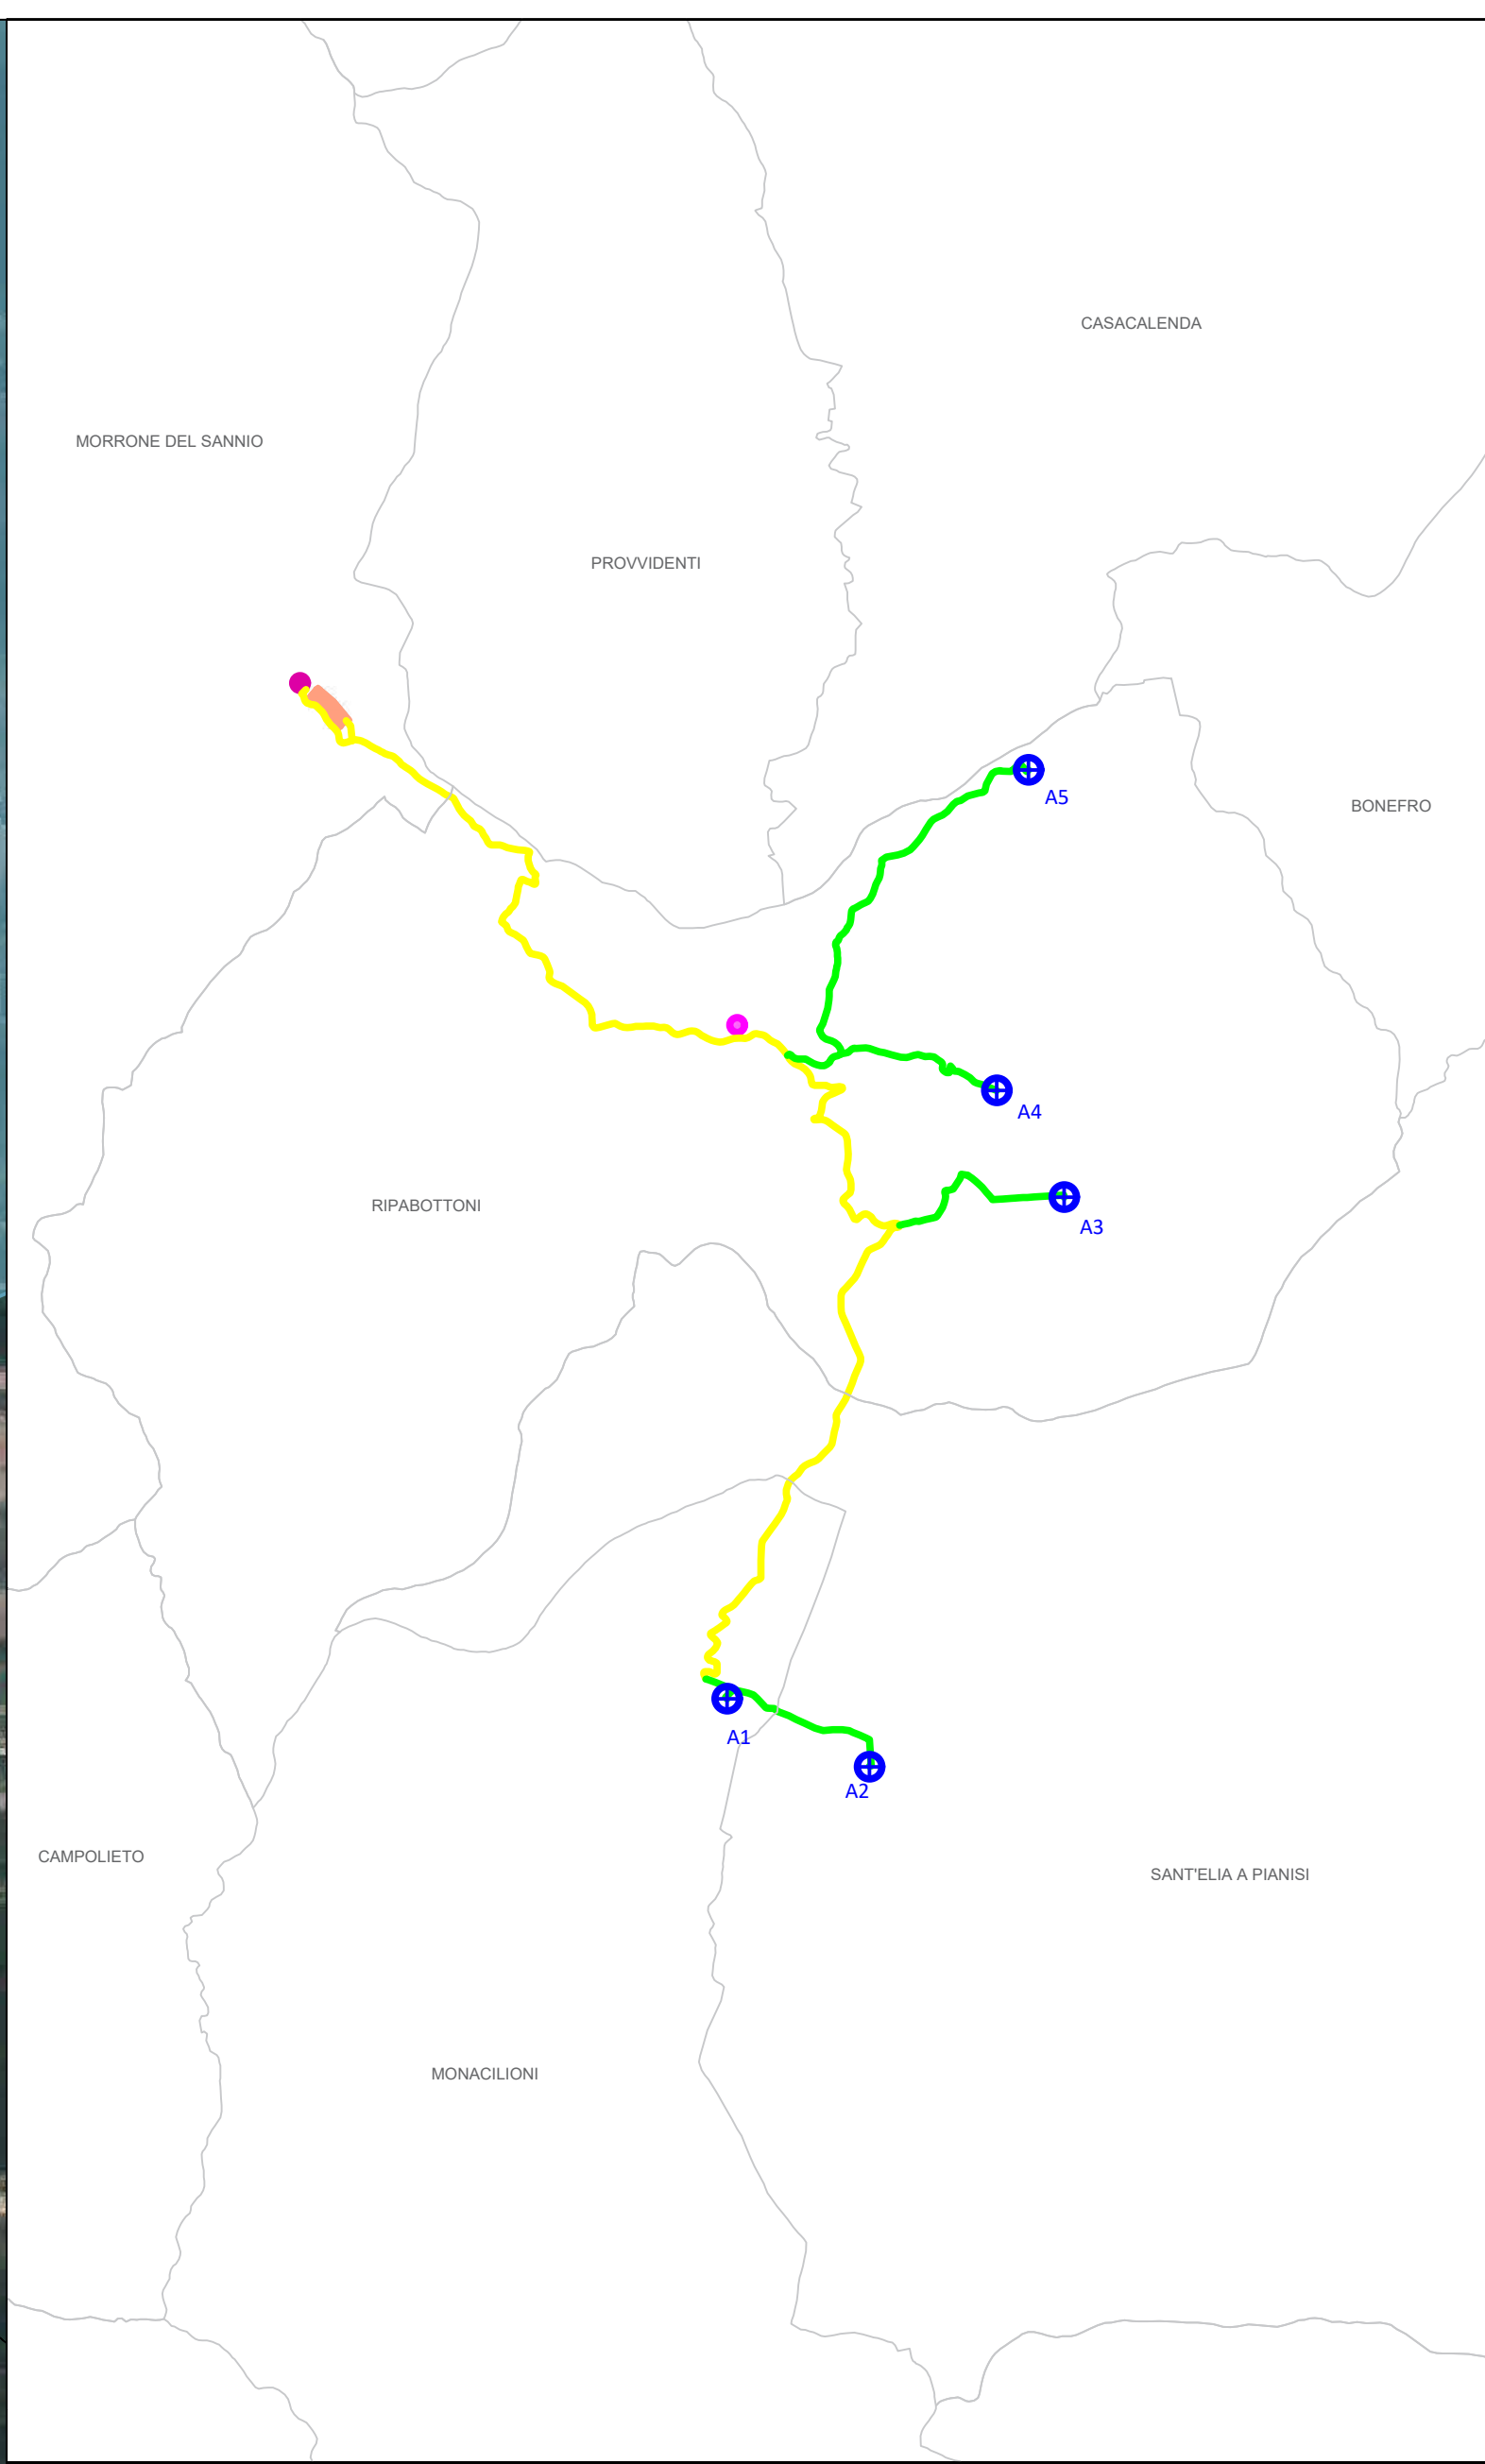 CASACALENDA
MORRONE DEL SANNIO
PROVVIDENTI
A5
BONEFRO
A4
RIPABOTTONI
A3
A1
A2
CAMPOLIETO
SANT'ELIA A PIANISI
MONACILIONI